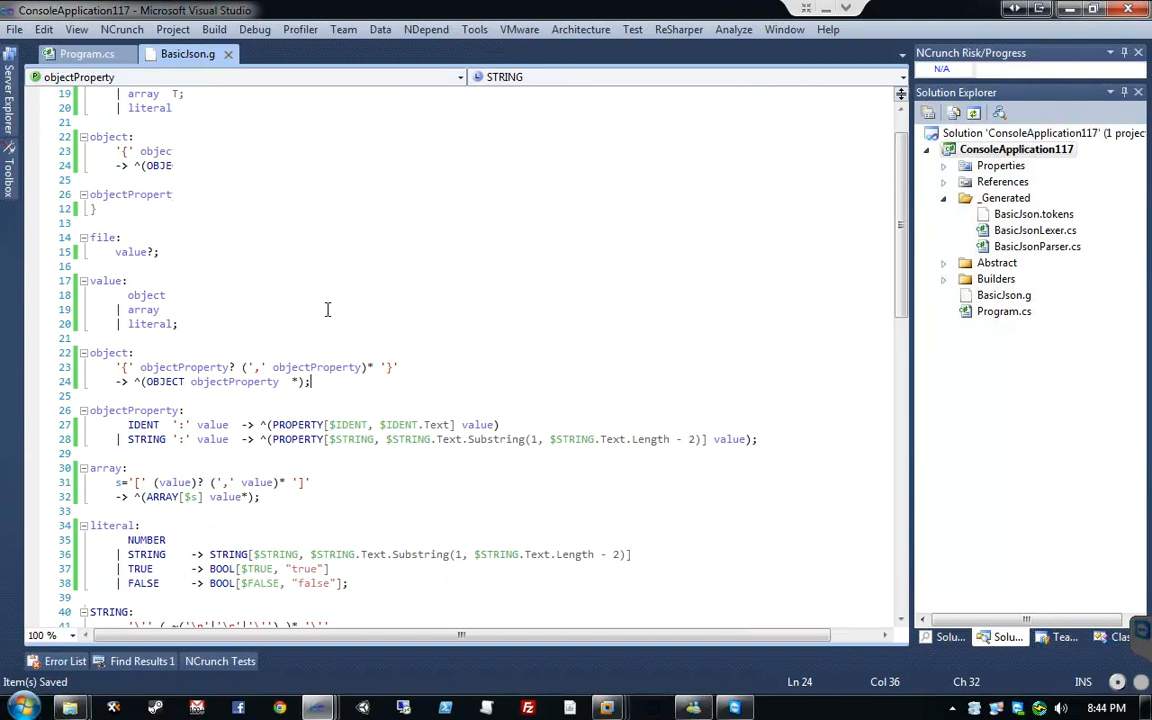 ConsoleApplication117 - Microsoft Visual Studio
File Edit View NCrunch Project Build Debug Profiler Team Data NDepend Tools VMware Architecture Test ReSharper Analyze Window Help
Program.cs BasicJson.g
objectProperty STRING
19 | array T;
20 | literal
21
22 object:
23 '{' objec
24 -> ^(OBJE
25
26 objectPropert
12 }
13
14 file:
15 value?;
16
17 value:
18 object
19 | array
20 | literal;
21
22 object:
23 '{' objectProperty? (',' objectProperty)* '}'
24 -> ^(OBJECT objectProperty *);
25
26 objectProperty:
27 IDENT ':' value -> ^(PROPERTY[$IDENT, $IDENT.Text] value)
28 | STRING ':' value -> ^(PROPERTY[$STRING, $STRING.Text.Substring(1, $STRING.Text.Length - 2)] value);
29
30 array:
31 s='[' (value)? (',' value)* ']'
32 -> ^(ARRAY[$s] value*);
33
34 literal:
35 NUMBER
36 | STRING -> STRING[$STRING, $STRING.Text.Substring(1, $STRING.Text.Length - 2)]
37 | TRUE -> BOOL[$TRUE, "true"]
38 | FALSE -> BOOL[$FALSE, "false"];
39
40 STRING:
41 '\'' ( ~('\n'|'\r'|'\'') )* '\''
100 %
Server Explorer
Toolbox
NCrunch Risk/Progress
N/A
Solution Explorer
Solution 'ConsoleApplication117' (1 projec
ConsoleApplication117
Properties
References
_Generated
BasicJson.tokens
BasicJsonLexer.cs
BasicJsonParser.cs
Abstract
Builders
BasicJson.g
Program.cs
Solu... Solu... Tea... Clas
Error List Find Results 1 NCrunch Tests
Item(s) Saved Ln 24 Col 36 Ch 32 INS
8:44 PM